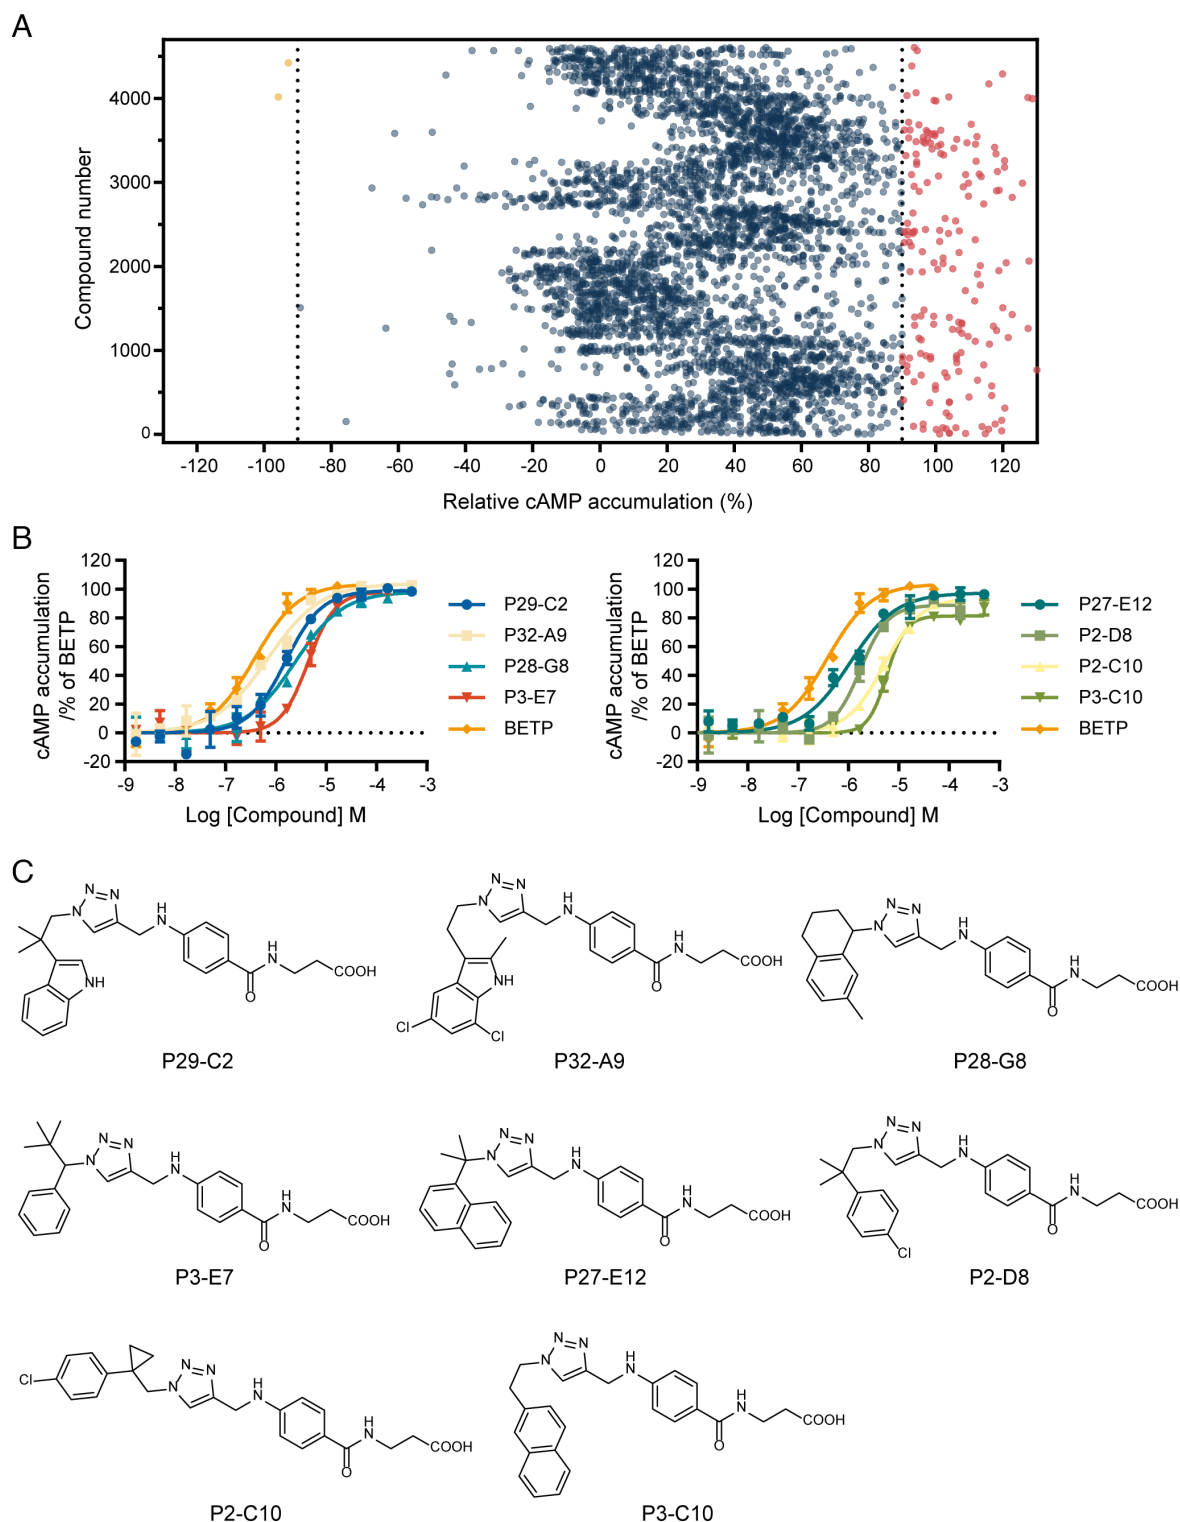 A
Compound number
4000
3000
2000
1000
0
-120 -100 -80 -60 -40 -20 0 20 40 60 80 100 120
Relative cAMP accumulation (%)
B
cAMP accumulation
/% of BETP
120
100
80
60
40
20
0
-20
-9 -8 -7 -6 -5 -4 -3
Log [Compound] M
P29-C2
P32-A9
P28-G8
P3-E7
BETP
cAMP accumulation
/% of BETP
120
100
80
60
40
20
0
-20
-9 -8 -7 -6 -5 -4 -3
Log [Compound] M
P27-E12
P2-D8
P2-C10
P3-C10
BETP
C
N N N H N NH O H N COOH
P29-C2
N N N H N NH Cl Cl O H N COOH
P32-A9
N N N H N O H N COOH
P28-G8
N N N H N O H N COOH
P3-E7
N N N H N O H N COOH
P27-E12
N N N H N Cl O H N COOH
P2-D8
Cl N N N H N O H N COOH
P2-C10
N N N H N O H N COOH
P3-C10